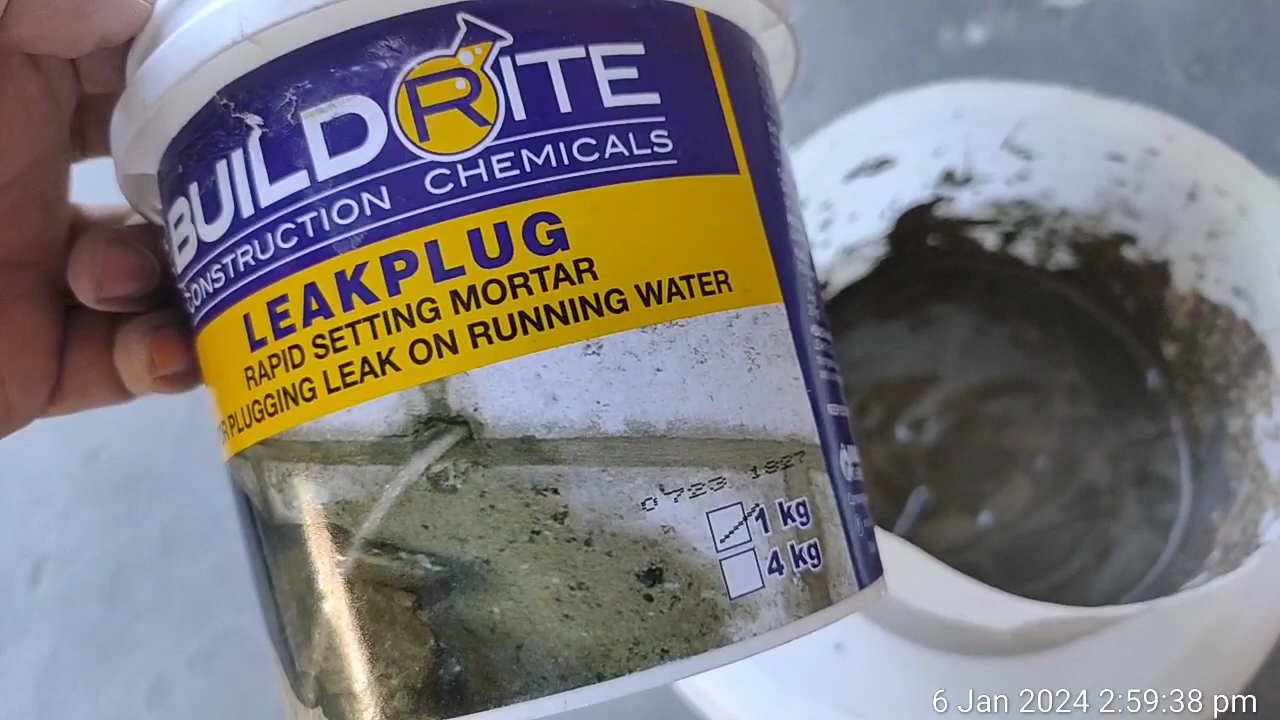 BUILDRITE
CONSTRUCTION CHEMICALS
LEAKPLUG
RAPID SETTING MORTAR
PLUGGING LEAK ON RUNNING WATER
0723 1827
1 kg
4 kg
6 Jan 2024 2:59:38 pm